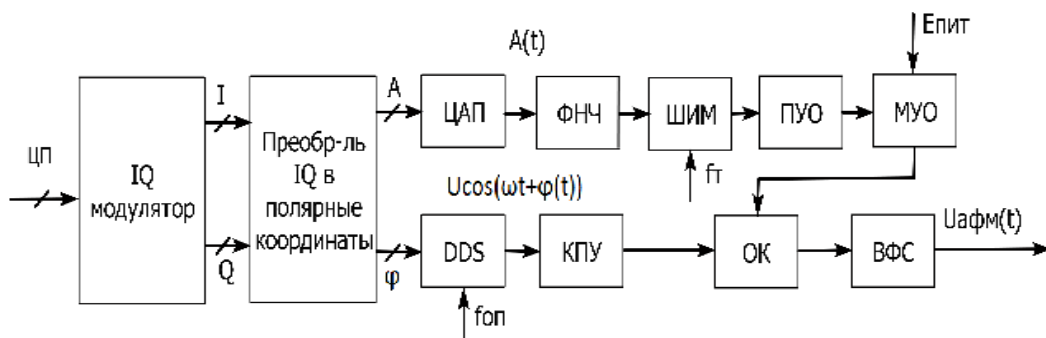 ЦП
IQ
модулятор
I
Q
Преобр-ль
IQ в
полярные
координаты
A
φ
A(t)
ЦАП
ФНЧ
ШИМ
fт
ПУО
Eпит
МУО
Ucos(ωt+φ(t))
DDS
fоп
КПУ
ОК
ВФС
Uафм(t)